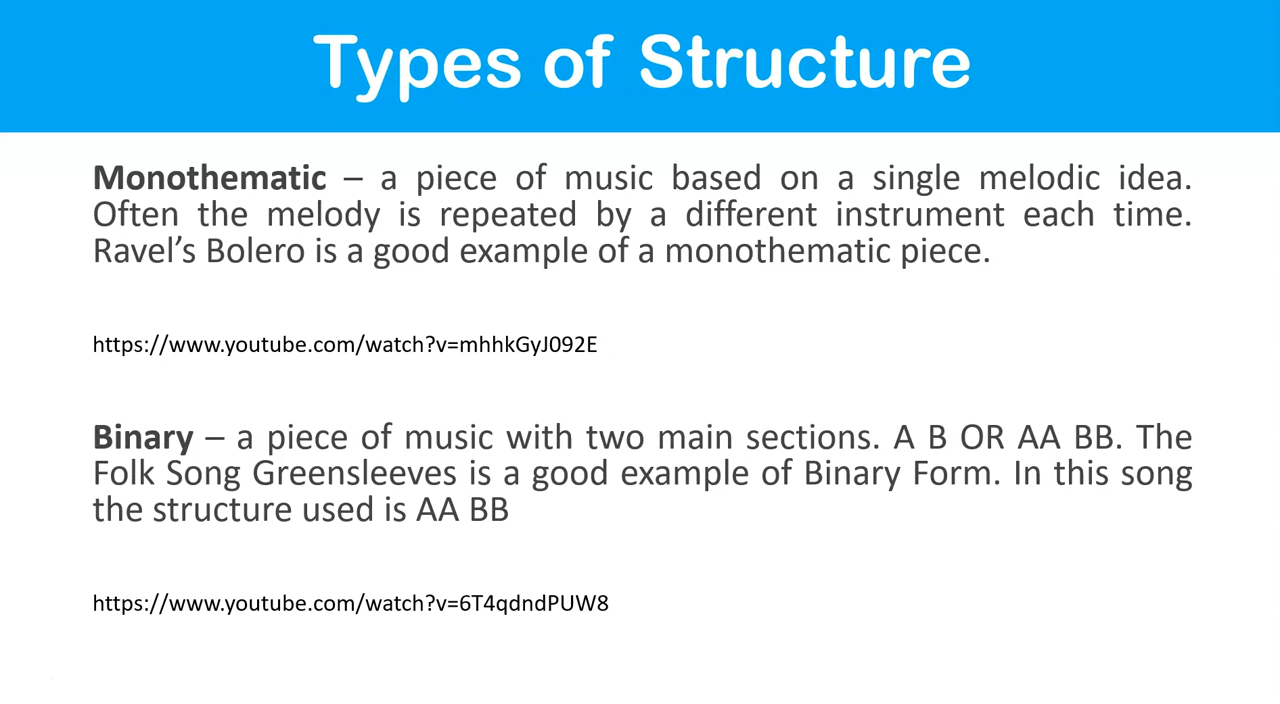 Types of Structure
Monothematic – a piece of music based on a single melodic idea.
Often the melody is repeated by a different instrument each time.
Ravel’s Bolero is a good example of a monothematic piece.
https://www.youtube.com/watch?v=mhhkGyJ092E
Binary – a piece of music with two main sections. A B OR AA BB. The
Folk Song Greensleeves is a good example of Binary Form. In this song
the structure used is AA BB
https://www.youtube.com/watch?v=6T4qdndPUW8